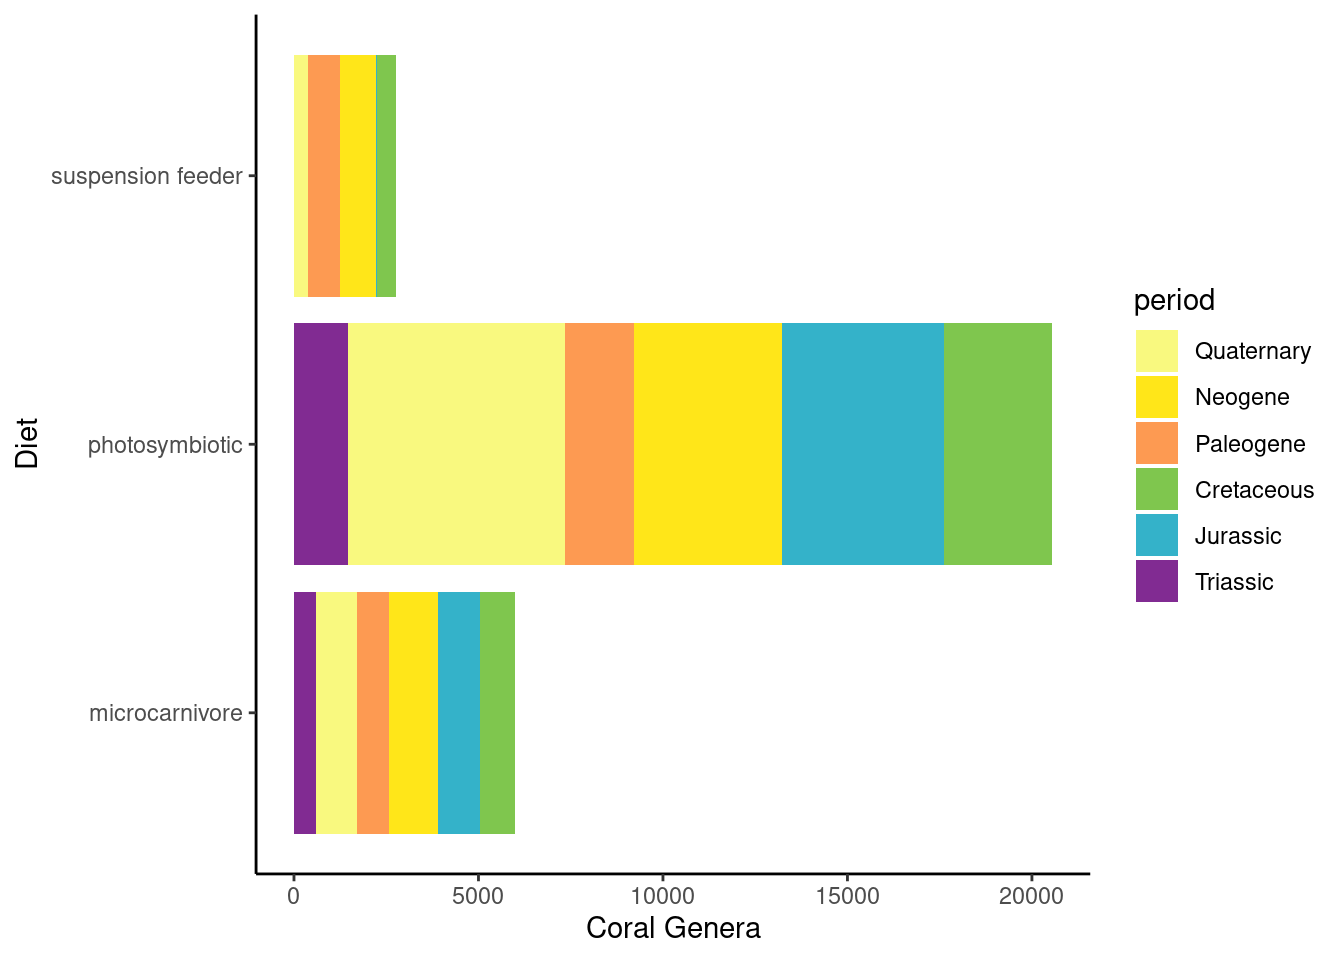 suspension feeder
photosymbiotic
microcarnivore
Diet
0 5000 10000 15000 20000
Coral Genera
period
Quaternary
Neogene
Paleogene
Cretaceous
Jurassic
Triassic